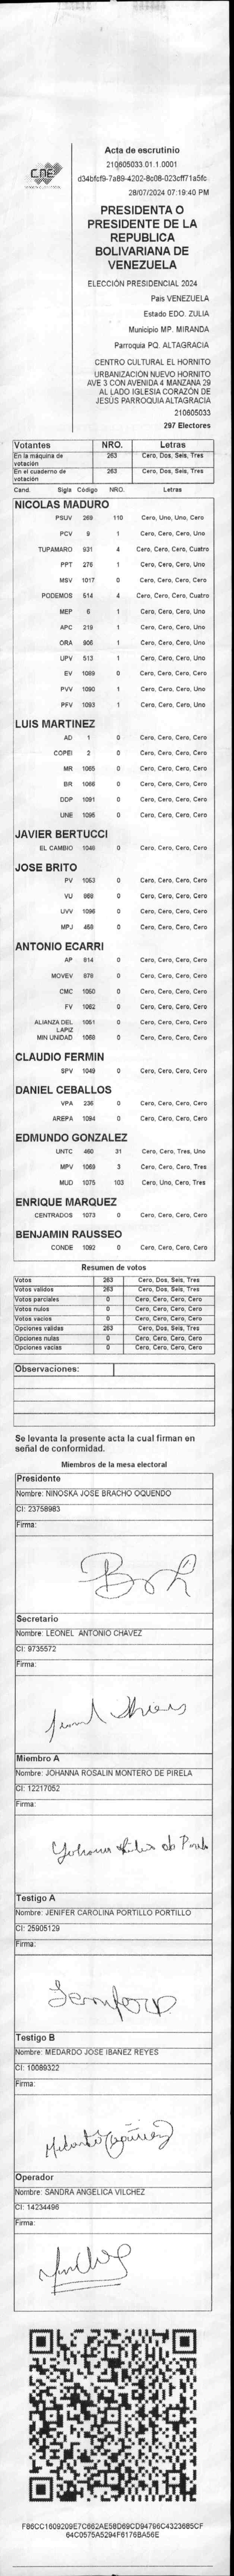 CNE
Acta de escrutinio
210605033.01.1.0001
d34bfcf9-7a89-4202-8c08-023cff71a5fc
28/07/2024 07:19:40 PM
PRESIDENTA O
PRESIDENTE DE LA
REPUBLICA
BOLIVARIANA DE
VENEZUELA
ELECCIÓN PRESIDENCIAL 2024
Pais VENEZUELA
Estado EDO. ZULIA
Municipio MP. MIRANDA
Parroquia PQ. ALTAGRACIA
CENTRO CULTURAL EL HORNITO
URBANIZACIÓN NUEVO HORNITO
AVE 3 CON AVENIDA 4 MANZANA 29
AL LADO IGLESIA CORAZÓN DE
JESÚS PARROQUIA ALTAGRACIA
210605033
297 Electores
Votantes NRO. Letras
En la máquina de votación 263 Cero, Dos, Seis, Tres
En el cuaderno de votación 263 Cero, Dos, Seis, Tres
Cand. Sigla Código NRO. Letras
NICOLAS MADURO
PSUV 269 110 Cero, Uno, Uno, Cero
PCV 9 1 Cero, Cero, Cero, Uno
TUPAMARO 931 4 Cero, Cero, Cero, Cuatro
PPT 276 1 Cero, Cero, Cero, Uno
MSV 1017 0 Cero, Cero, Cero, Cero
PODEMOS 514 4 Cero, Cero, Cero, Cuatro
MEP 6 1 Cero, Cero, Cero, Uno
APC 219 1 Cero, Cero, Cero, Uno
ORA 906 1 Cero, Cero, Cero, Uno
UPV 513 1 Cero, Cero, Cero, Uno
EV 1089 0 Cero, Cero, Cero, Cero
PVV 1090 1 Cero, Cero, Cero, Uno
PFV 1093 1 Cero, Cero, Cero, Uno
LUIS MARTINEZ
AD 1 0 Cero, Cero, Cero, Cero
COPEI 2 0 Cero, Cero, Cero, Cero
MR 1065 0 Cero, Cero, Cero, Cero
BR 1066 0 Cero, Cero, Cero, Cero
DDP 1091 0 Cero, Cero, Cero, Cero
UNE 1095 0 Cero, Cero, Cero, Cero
JAVIER BERTUCCI
EL CAMBIO 1048 0 Cero, Cero, Cero, Cero
JOSE BRITO
PV 1053 0 Cero, Cero, Cero, Cero
VU 869 0 Cero, Cero, Cero, Cero
UVV 1096 0 Cero, Cero, Cero, Cero
MPJ 458 0 Cero, Cero, Cero, Cero
ANTONIO ECARRI
AP 814 0 Cero, Cero, Cero, Cero
MOVEV 878 0 Cero, Cero, Cero, Cero
CMC 1060 0 Cero, Cero, Cero, Cero
FV 1062 0 Cero, Cero, Cero, Cero
ALIANZA DEL LAPIZ 1051 0 Cero, Cero, Cero, Cero
MIN UNIDAD 1068 0 Cero, Cero, Cero, Cero
CLAUDIO FERMIN
SPV 1049 0 Cero, Cero, Cero, Cero
DANIEL CEBALLOS
VPA 236 0 Cero, Cero, Cero, Cero
AREPA 1094 0 Cero, Cero, Cero, Cero
EDMUNDO GONZALEZ
UNTC 460 31 Cero, Cero, Tres, Uno
MPV 1069 3 Cero, Cero, Cero, Tres
MUD 1075 103 Cero, Uno, Cero, Tres
ENRIQUE MARQUEZ
CENTRADOS 1073 0 Cero, Cero, Cero, Cero
BENJAMIN RAUSSEO
CONDE 1092 0 Cero, Cero, Cero, Cero
Resumen de votos
Votos 263 Cero, Dos, Seis, Tres
Votos validos 263 Cero, Dos, Seis, Tres
Votos parciales 0 Cero, Cero, Cero, Cero
Votos nulos 0 Cero, Cero, Cero, Cero
Votos vacios 0 Cero, Cero, Cero, Cero
Opciones validas 263 Cero, Dos, Seis, Tres
Opciones nulas 0 Cero, Cero, Cero, Cero
Opciones vacias 0 Cero, Cero, Cero, Cero
Observaciones:
Se levanta la presente acta la cual firman en
señal de conformidad.
Miembros de la mesa electoral
Presidente
Nombre: NINOSKA JOSE BRACHO OQUENDO
CI: 23758983
Firma:
Secretario
Nombre: LEONEL ANTONIO CHAVEZ
CI: 9735572
Firma:
Miembro A
Nombre: JOHANNA ROSALIN MONTERO DE PIRELA
CI: 12217052
Firma:
Testigo A
Nombre: JENIFER CAROLINA PORTILLO PORTILLO
CI: 25905129
Firma:
Testigo B
Nombre: MEDARDO JOSE IBANEZ REYES
CI: 10089322
Firma:
Operador
Nombre: SANDRA ANGELICA VILCHEZ
CI: 14234496
Firma:
F86CC1609209E7C662AE58D69CD94796C4323685CF
64C0575A5294F6176BA56E